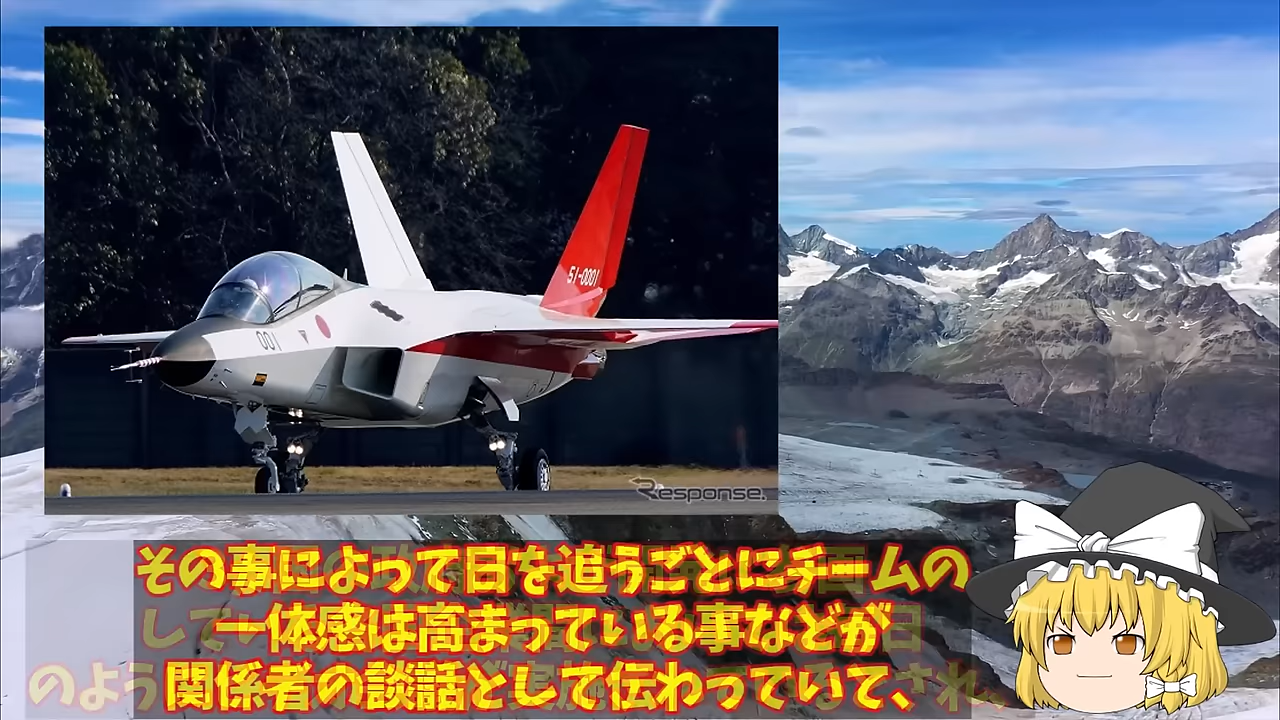 51-0001
001
Response.
その事によって日を追うごとにチームの
一体感は高まっている事などが
関係者の談話として伝わっていて、